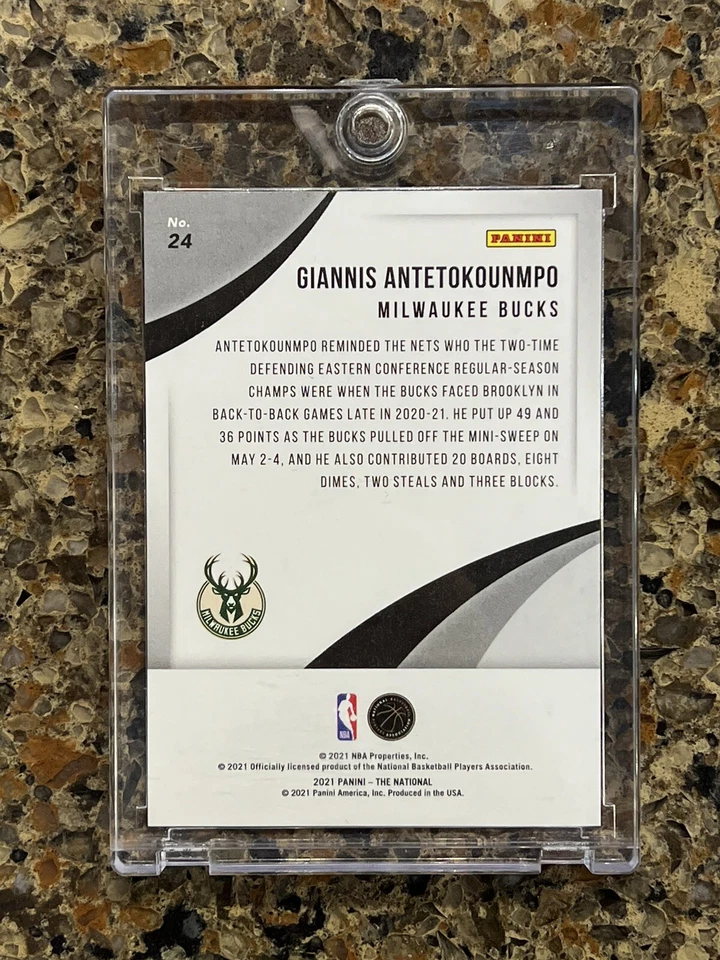 No.
24
PANINI
GIANNIS ANTETOKOUNMPO
MILWAUKEE BUCKS
ANTETOKOUNMPO REMINDED THE NETS WHO THE TWO-TIME
DEFENDING EASTERN CONFERENCE REGULAR-SEASON
CHAMPS WERE WHEN THE BUCKS FACED BROOKLYN IN
BACK-TO-BACK GAMES LATE IN 2020-21. HE PUT UP 49 AND
36 POINTS AS THE BUCKS PULLED OFF THE MINI-SWEEP ON
MAY 2-4, AND HE ALSO CONTRIBUTED 20 BOARDS, EIGHT
DIMES, TWO STEALS AND THREE BLOCKS.
MILWAUKEE BUCKS
NBA
NATIONAL BASKETBALL
ASSOCIATION
© 2021 NBA Properties, Inc.
© 2021 Officially licensed product of the National Basketball Players Association.
2021 PANINI – THE NATIONAL
© 2021 Panini America, Inc. Produced in the USA.